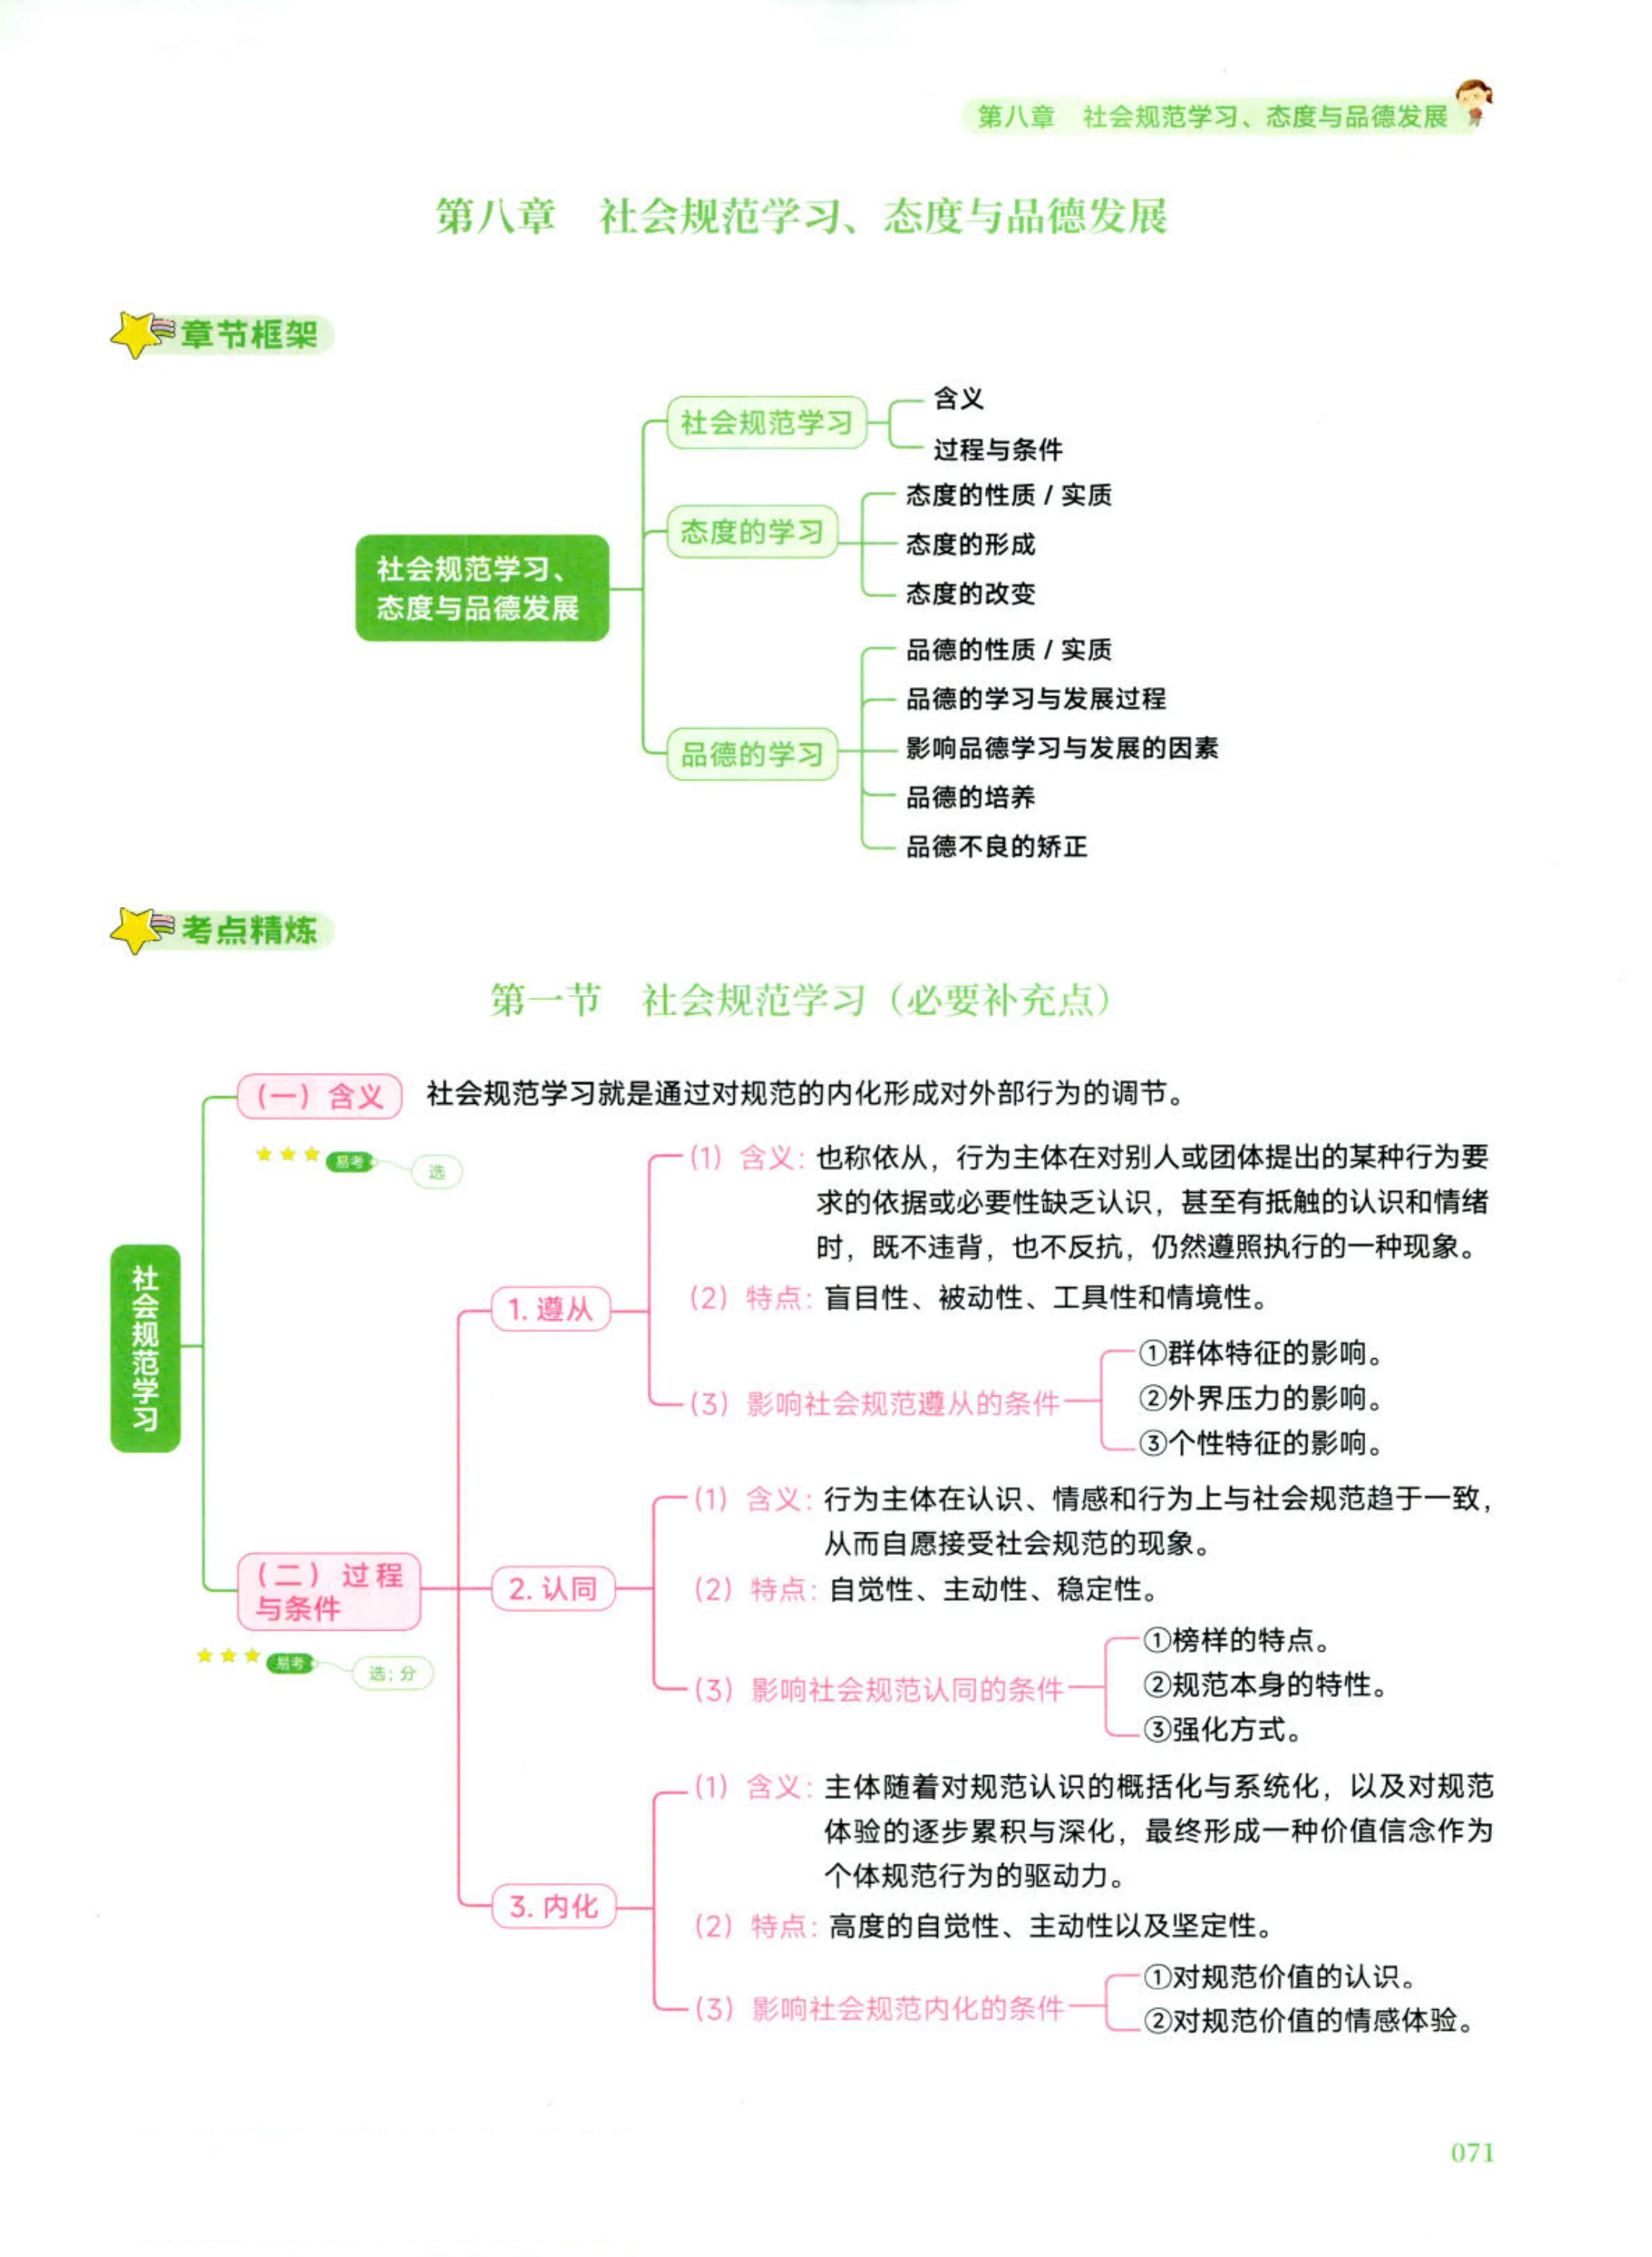 第八章 社会规范学习、态度与品德发展
第八章 社会规范学习、态度与品德发展
章节框架
社会规范学习、
态度与品德发展
社会规范学习
含义
过程与条件
态度的学习
态度的性质 / 实质
态度的形成
态度的改变
品德的学习
品德的性质 / 实质
品德的学习与发展过程
影响品德学习与发展的因素
品德的培养
品德不良的矫正
考点精炼
第一节 社会规范学习（必要补充点）
社会规范学习
（一）含义
社会规范学习就是通过对规范的内化形成对外部行为的调节。
易考
选
（二）过程
与条件
易考
选; 分
1. 遵从
(1) 含义: 也称依从，行为主体在对别人或团体提出的某种行为要
求的依据或必要性缺乏认识，甚至有抵触的认识和情绪
时，既不违背，也不反抗，仍然遵照执行的一种现象。
(2) 特点: 盲目性、被动性、工具性和情境性。
(3) 影响社会规范遵从的条件
①群体特征的影响。
②外界压力的影响。
③个性特征的影响。
2. 认同
(1) 含义: 行为主体在认识、情感和行为上与社会规范趋于一致，
从而自愿接受社会规范的现象。
(2) 特点: 自觉性、主动性、稳定性。
(3) 影响社会规范认同的条件
①榜样的特点。
②规范本身的特性。
③强化方式。
3. 内化
(1) 含义: 主体随着对规范认识的概括化与系统化，以及对规范
体验的逐步累积与深化，最终形成一种价值信念作为
个体规范行为的驱动力。
(2) 特点: 高度的自觉性、主动性以及坚定性。
(3) 影响社会规范内化的条件
①对规范价值的认识。
②对规范价值的情感体验。
071